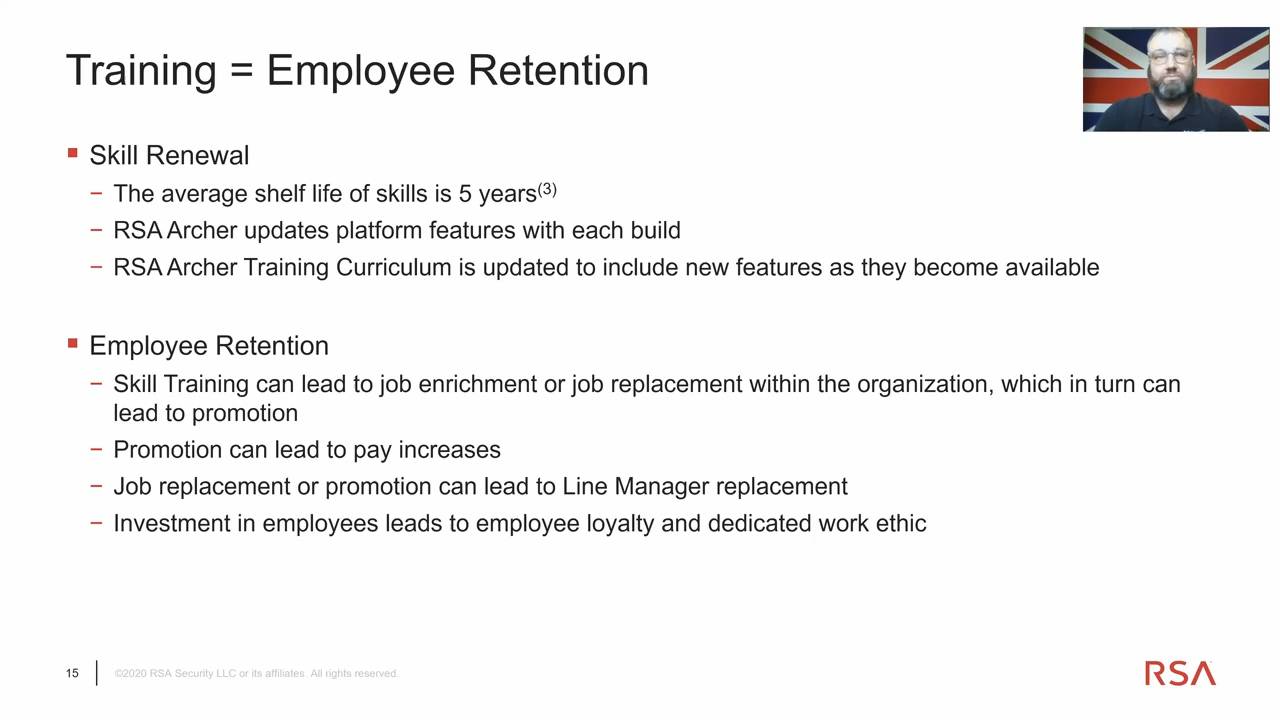 Training = Employee Retention
Skill Renewal
− The average shelf life of skills is 5 years(3)
− RSA Archer updates platform features with each build
− RSA Archer Training Curriculum is updated to include new features as they become available
Employee Retention
− Skill Training can lead to job enrichment or job replacement within the organization, which in turn can
lead to promotion
− Promotion can lead to pay increases
− Job replacement or promotion can lead to Line Manager replacement
− Investment in employees leads to employee loyalty and dedicated work ethic
15
©2020 RSA Security LLC or its affiliates. All rights reserved.
RSA